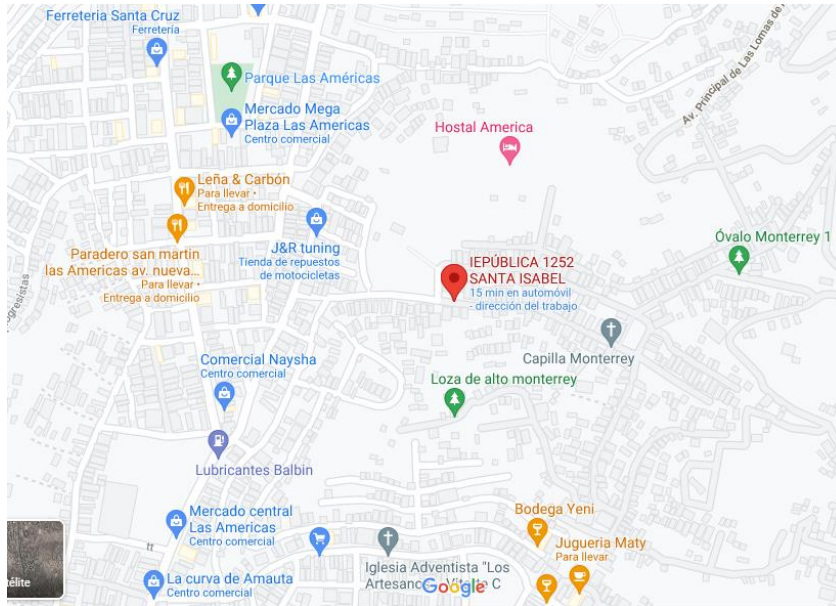 Ferreteria Santa Cruz
Ferretería
Parque Las Américas
Mercado Mega
Plaza Las Americas
Centro comercial
Av. Principal de Las Lomas de
Hostal America
Leña & Carbón
Para llevar •
Entrega a domicilio
J&R tuning
Tienda de repuestos
de motocicletas
Paradero san martin
las Americas av. nueva...
Para llevar •
Entrega a domicilio
Óvalo Monterrey 1
IEPÚBLICA 1252
SANTA ISABEL
15 min en automóvil
- dirección del trabajo
ogresistas
Capilla Monterrey
Comercial Naysha
Centro comercial
Loza de alto monterrey
Lubricantes Balbin
Mercado central
Las Americas
Centro comercial
Bodega Yeni
Jugueria Maty
Para llevar
tt
Iglesia Adventista "Los
Artesanc
C
Google
La curva de Amauta
Centro comercial
télite